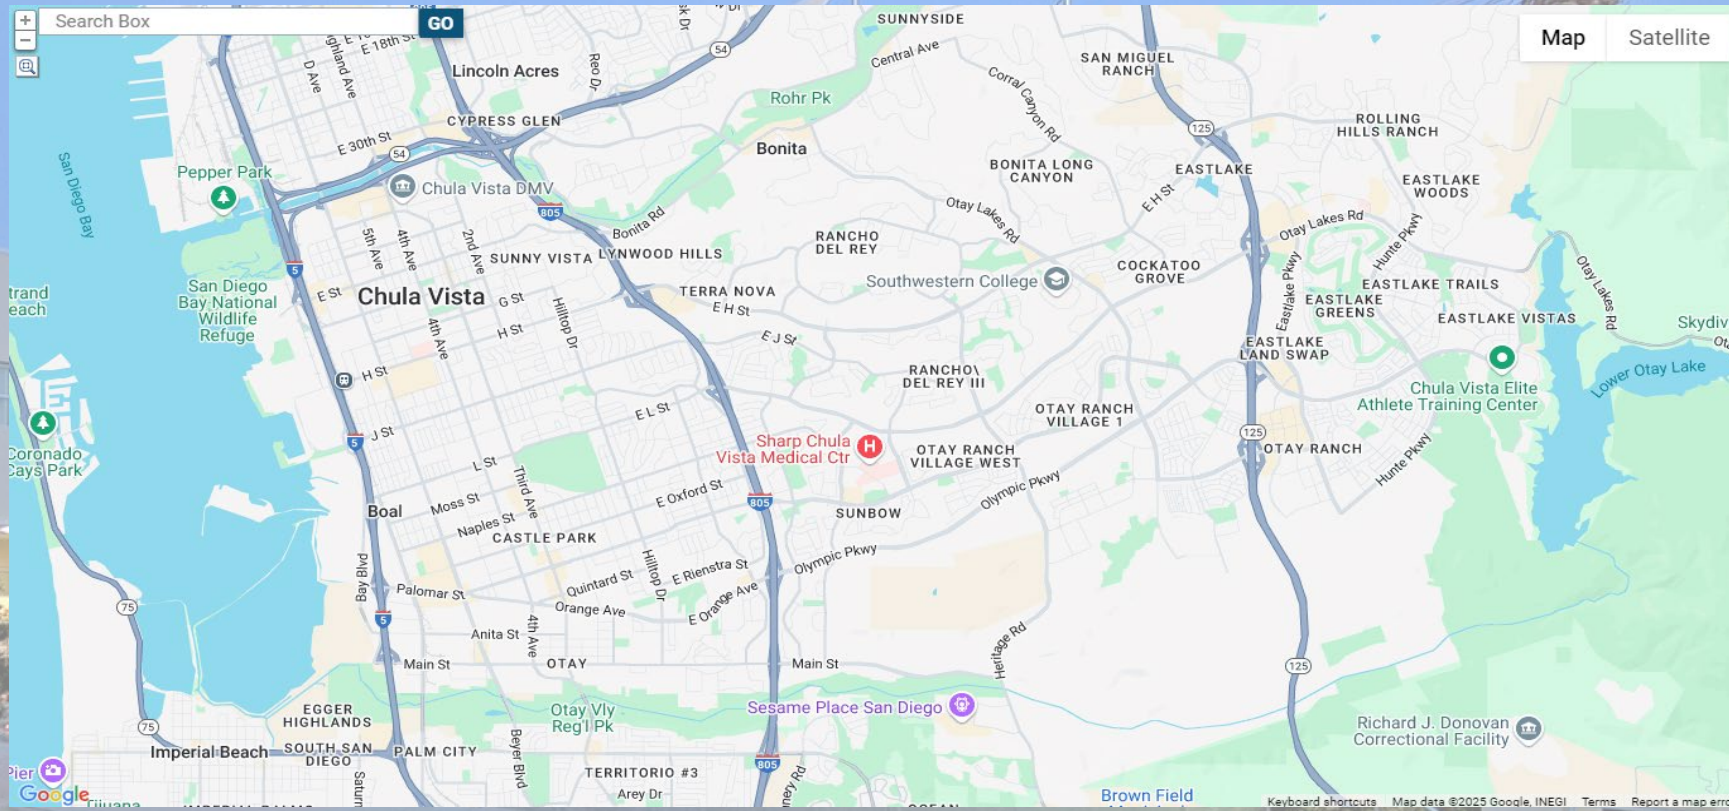 +
−
Search Box
GO
Map
Satellite
SUNNYSIDE
Central Ave
SAN MIGUEL
RANCH
E 18th St
D Ave
Reo Dr
54
Lincoln Acres
Corral Canyon Rd
Rohr Pk
CYPRESS GLEN
125
ROLLING
HILLS RANCH
E 30th St
54
Bonita
San Diego Bay
Pepper Park
Chula Vista DMV
BONITA LONG
CANYON
EASTLAKE
EASTLAKE
WOODS
E H St
805
Bonita Rd
Otay Lakes Rd
Otay Lakes Rd
Hunte Pkwy
5th Ave
4th Ave
2nd Ave
SUNNY VISTA
LYNWOOD HILLS
RANCHO
DEL REY
COCKATOO
GROVE
Eastlake Pkwy
Otay Lakes Rd
5
Southwestern College
San Diego
Bay National
Wildlife
Refuge
E St
Chula Vista
G St
H St
Hilltop Dr
4th Ave
TERRA NOVA
E H St
E J St
EASTLAKE TRAILS
EASTLAKE
GREENS
EASTLAKE VISTAS
EASTLAKE
LAND SWAP
Skydiv
H St
RANCHO\
DEL REY III
Chula Vista Elite
Athlete Training Center
Lower Otay Lake
Coronado
Cays Park
5
J St
E L St
Sharp Chula
Vista Medical Ctr
OTAY RANCH
VILLAGE 1
OTAY RANCH
VILLAGE WEST
125
OTAY RANCH
Hunte Pkwy
L St
Third Ave
Moss St
Naples St
Boal
E Oxford St
805
SUNBOW
Olympic Pkwy
CASTLE PARK
Bay Blvd
Hilltop Dr
E Rienstra St
Olympic Pkwy
75
Palomar St
Quintard St
Orange Ave
E Orange Ave
5
Anita St
4th Ave
Heritage Rd
Main St
OTAY
Main St
125
75
EGGER
HIGHLANDS
Otay Vly
Reg'l Pk
Sesame Place San Diego
Richard J. Donovan
Correctional Facility
Imperial Beach
SOUTH SAN
DIEGO
PALM CITY
Beyer Blvd
805
Pier
TERRITORIO #3
Arey Dr
Brown Field
Google
Tijuana
Keyboard shortcuts
Map data ©2025 Google, INEGI
Terms
Report a map err